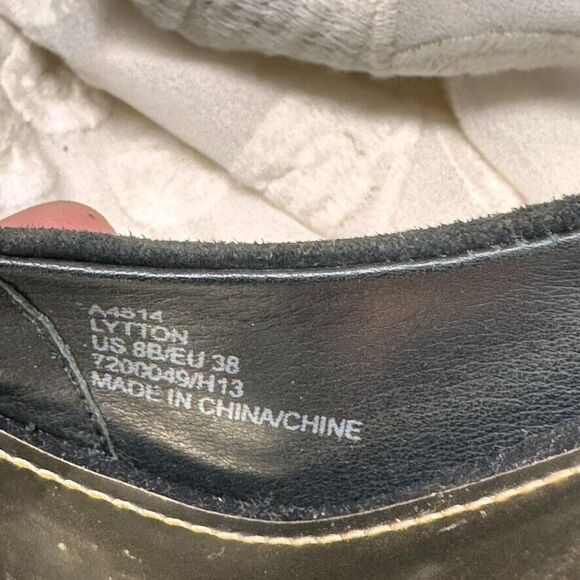 A4514
LYTTON
US 8B/EU 38
7200049/H13
MADE IN CHINA/CHINE